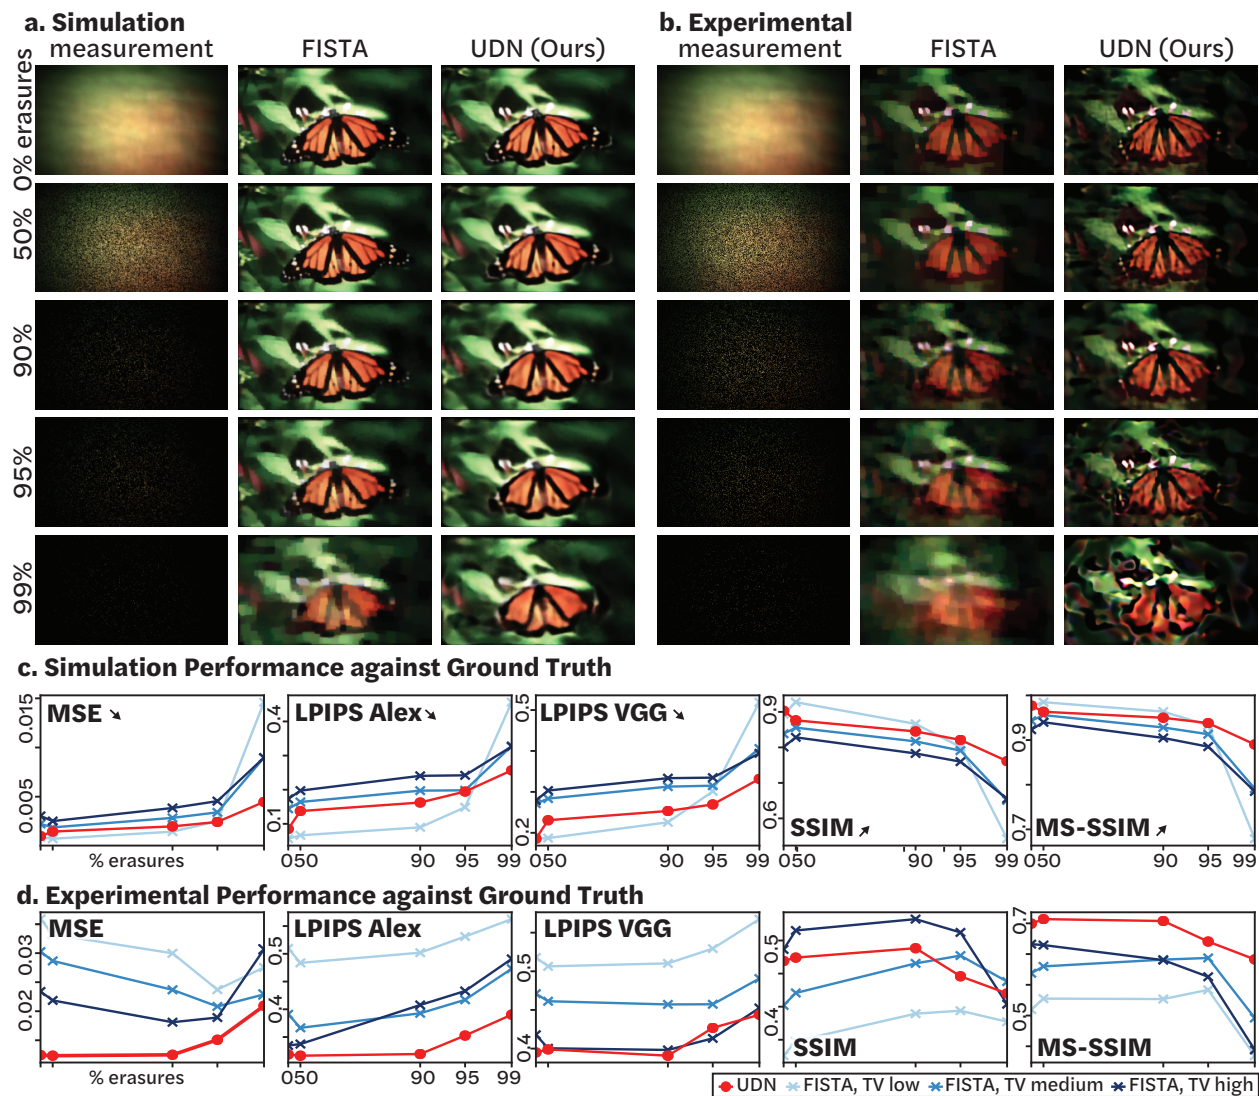 a. Simulation
b. Experimental
measurement FISTA UDN (Ours)
measurement FISTA UDN (Ours)
0% erasures
50%
90%
95%
99%
c. Simulation Performance against Ground Truth
MSE ↘
0.015
0.005
% erasures
LPIPS Alex ↘
0.4
0.1
050 90 95 99
LPIPS VGG ↘
0.5
0.2
050 90 95 99
SSIM ↗
0.9
0.6
050 90 95 99
MS-SSIM ↗
0.9
0.7
050 90 95 99
d. Experimental Performance against Ground Truth
MSE
0.03
0.02
% erasures
LPIPS Alex
0.5
0.4
050 90 95 99
LPIPS VGG
0.5
0.4
SSIM
0.5
0.4
MS-SSIM
0.7
0.5
UDN FISTA, TV low FISTA, TV medium FISTA, TV high